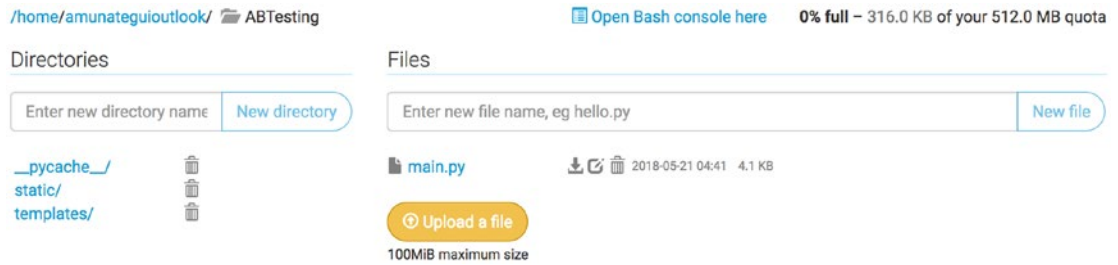 /home/amunateguioutlook/ ABTesting
Open Bash console here 0% full – 316.0 KB of your 512.0 MB quota
Directories
Enter new directory name New directory
__pycache__/
static/
templates/
Files
Enter new file name, eg hello.py New file
main.py 2018-05-21 04:41 4.1 KB
Upload a file
100MiB maximum size